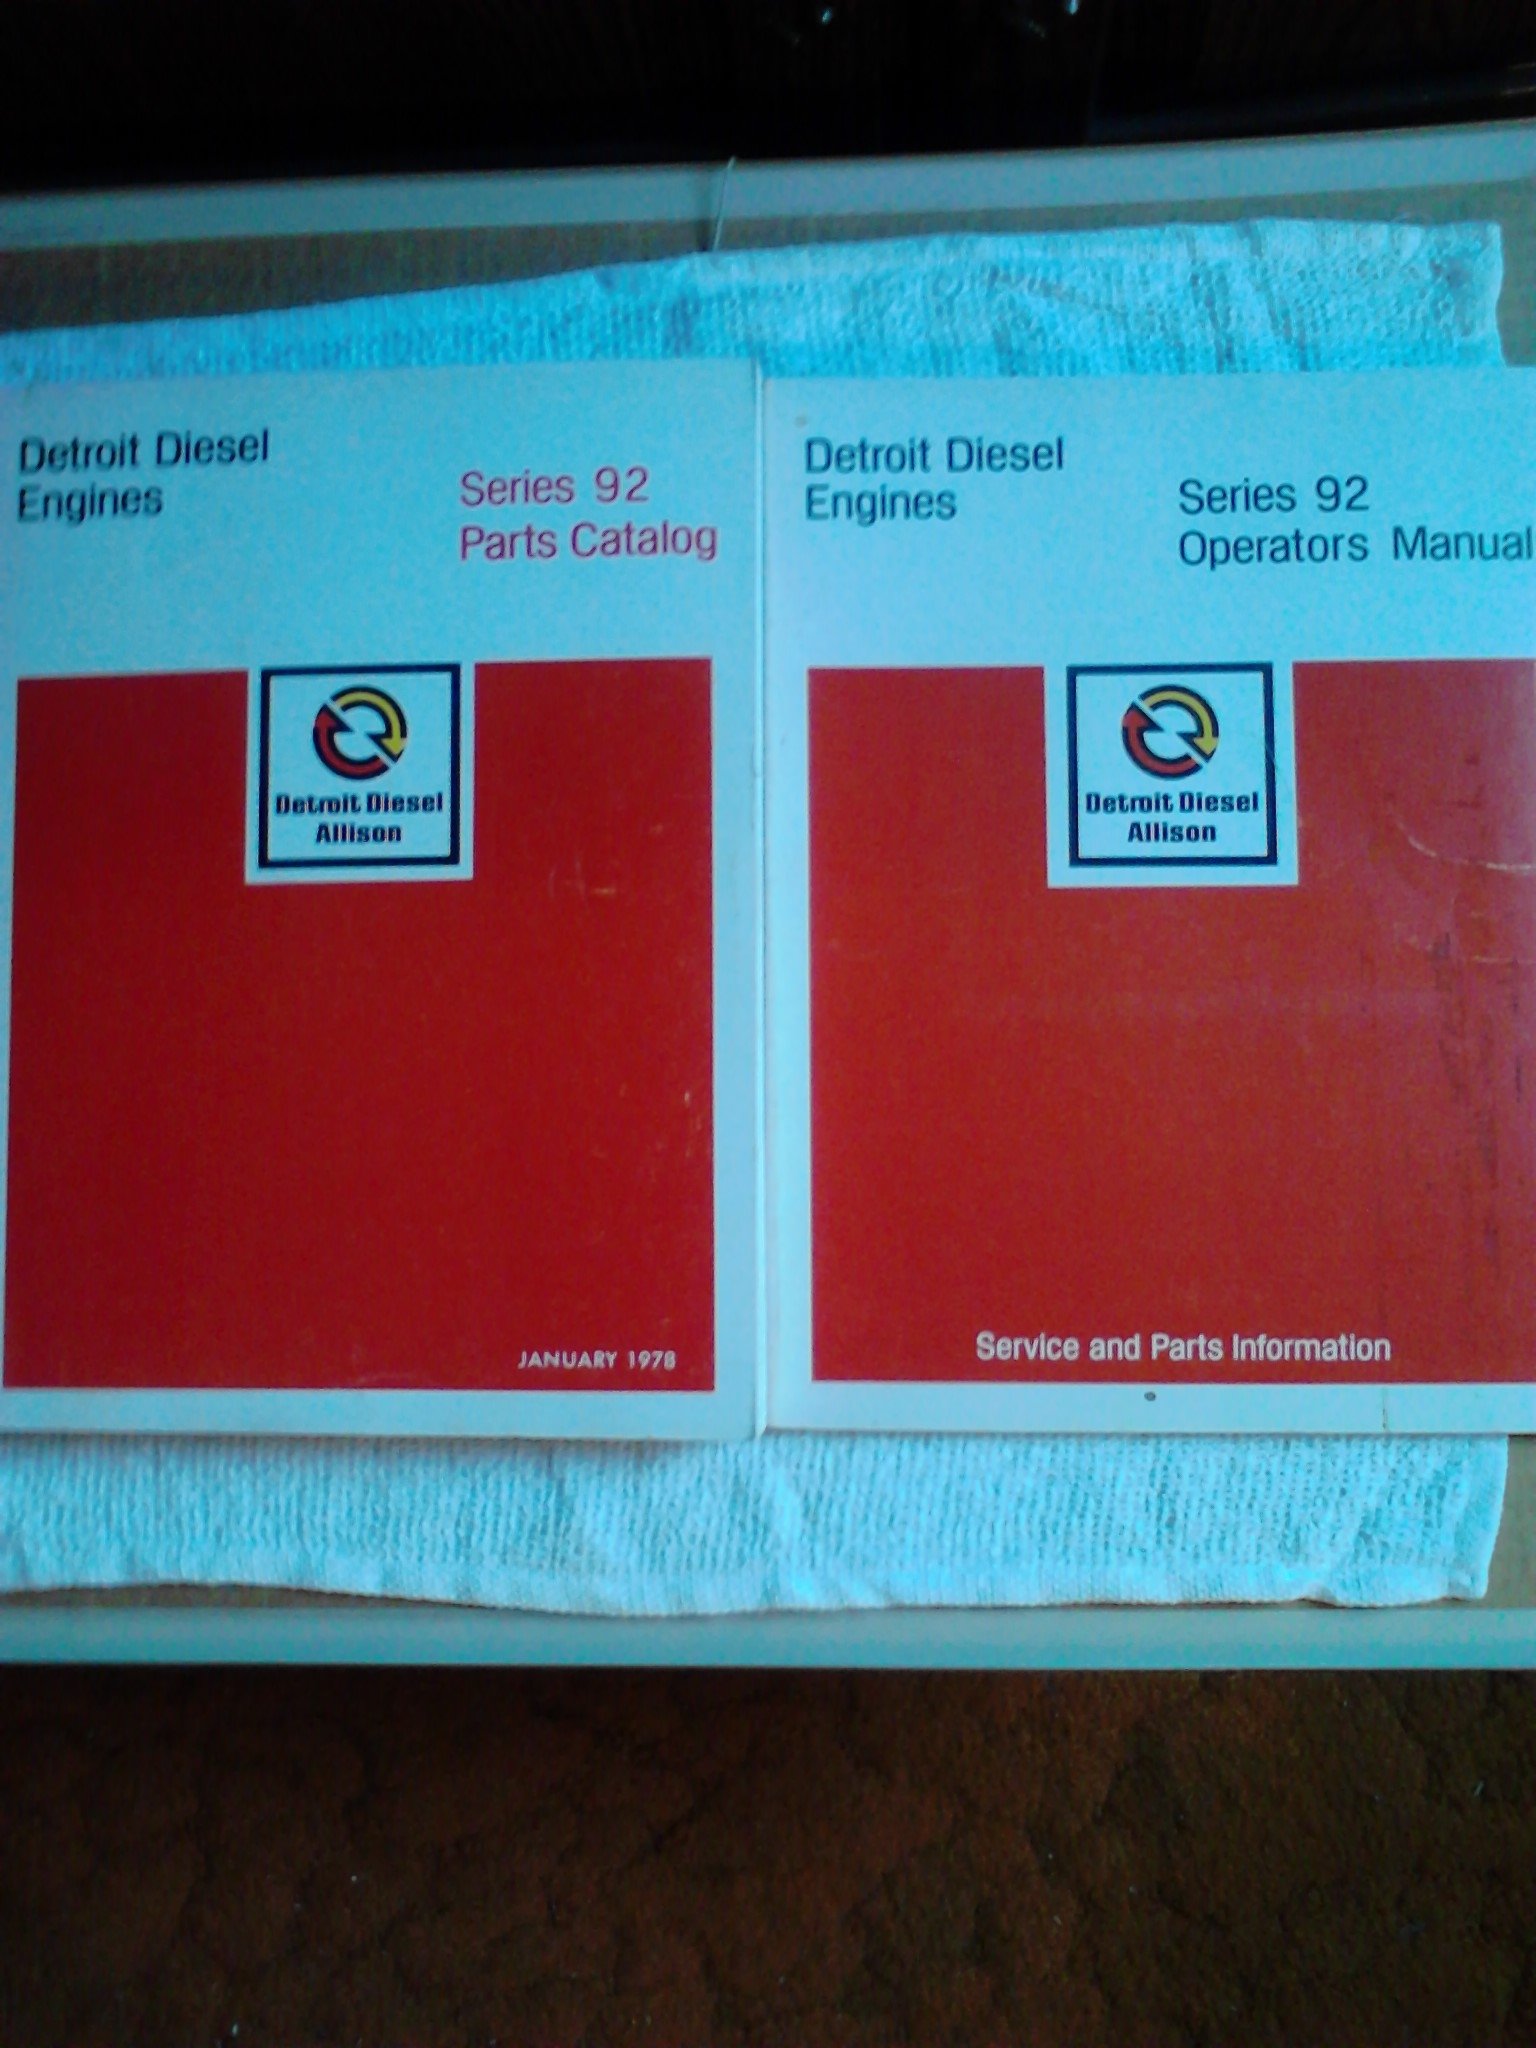 Detroit Diesel
Engines
Series 92
Parts Catalog
Detroit Diesel
Allison
JANUARY 1978
Detroit Diesel
Engines
Series 92
Operators Manual
Detroit Diesel
Allison
Service and Parts Information